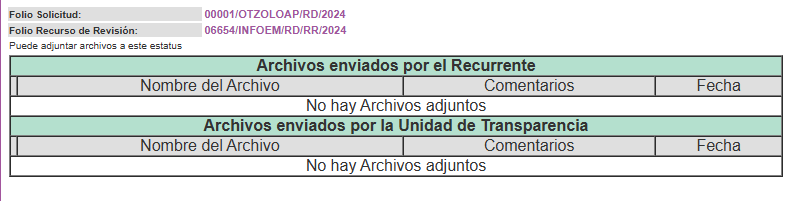 Folio Solicitud: 00001/OTZOLOAP/RD/2024
Folio Recurso de Revisión: 06654/INFOEM/RD/RR/2024
Puede adjuntar archivos a este estatus
Archivos enviados por el Recurrente
Nombre del Archivo Comentarios Fecha
No hay Archivos adjuntos
Archivos enviados por la Unidad de Transparencia
Nombre del Archivo Comentarios Fecha
No hay Archivos adjuntos